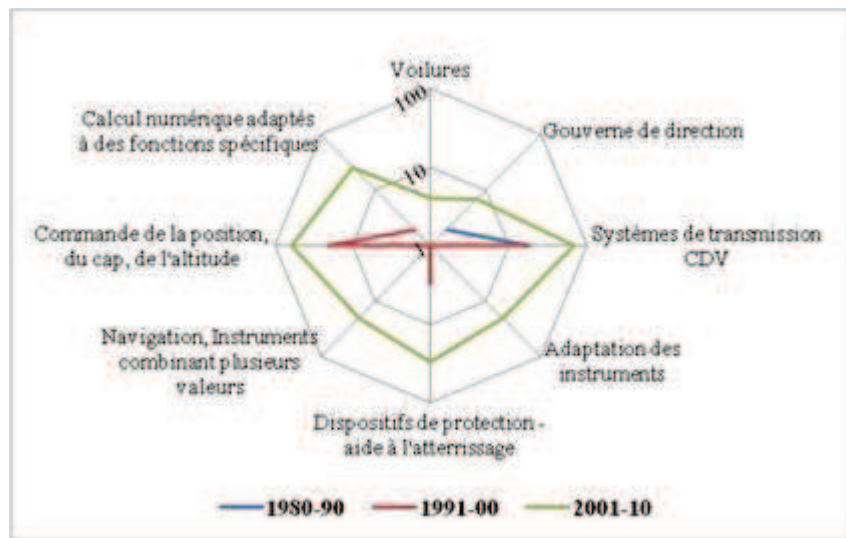 Voilures
100
Calcul numérique adaptés
à des fonctions spécifiques
Gouverne de direction
10
Commande de la position,
du cap, de l'altitude
1
Systèmes de transmission
CDV
Navigation, Instruments
combinant plusieurs
valeurs
Adaptation des
instruments
Dispositifs de protection -
aide à l'atterrissage
1980-90
1991-00
2001-10